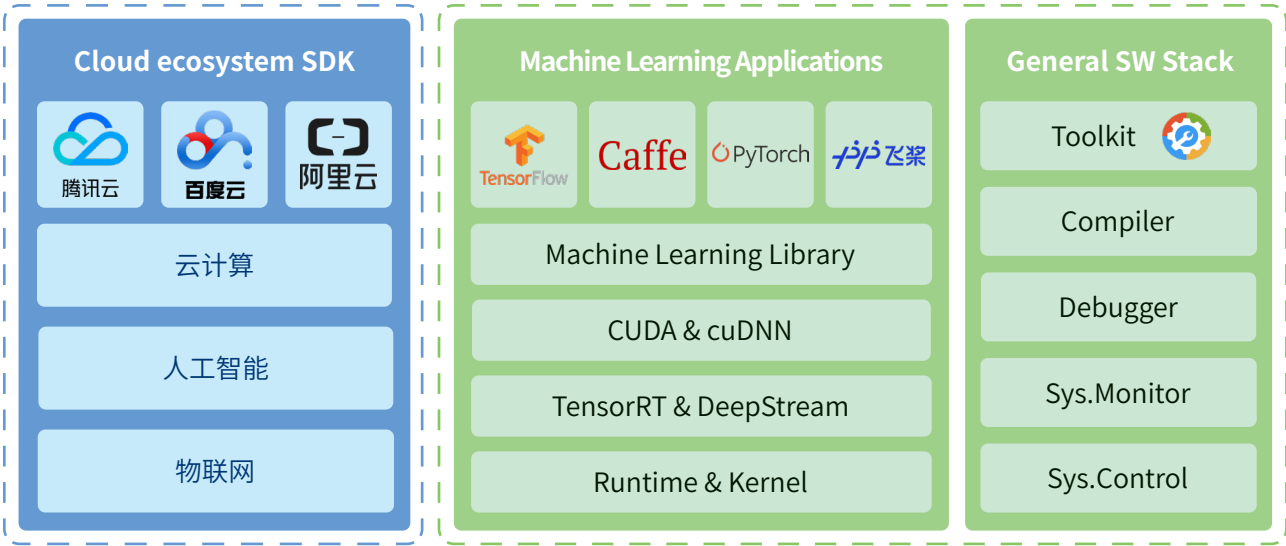 Cloud ecosystem SDK
腾讯云
百度云
阿里云
云计算
人工智能
物联网
Machine Learning Applications
TensorFlow
Caffe
PyTorch
飞桨
Machine Learning Library
CUDA & cuDNN
TensorRT & DeepStream
Runtime & Kernel
General SW Stack
Toolkit
Compiler
Debugger
Sys.Monitor
Sys.Control